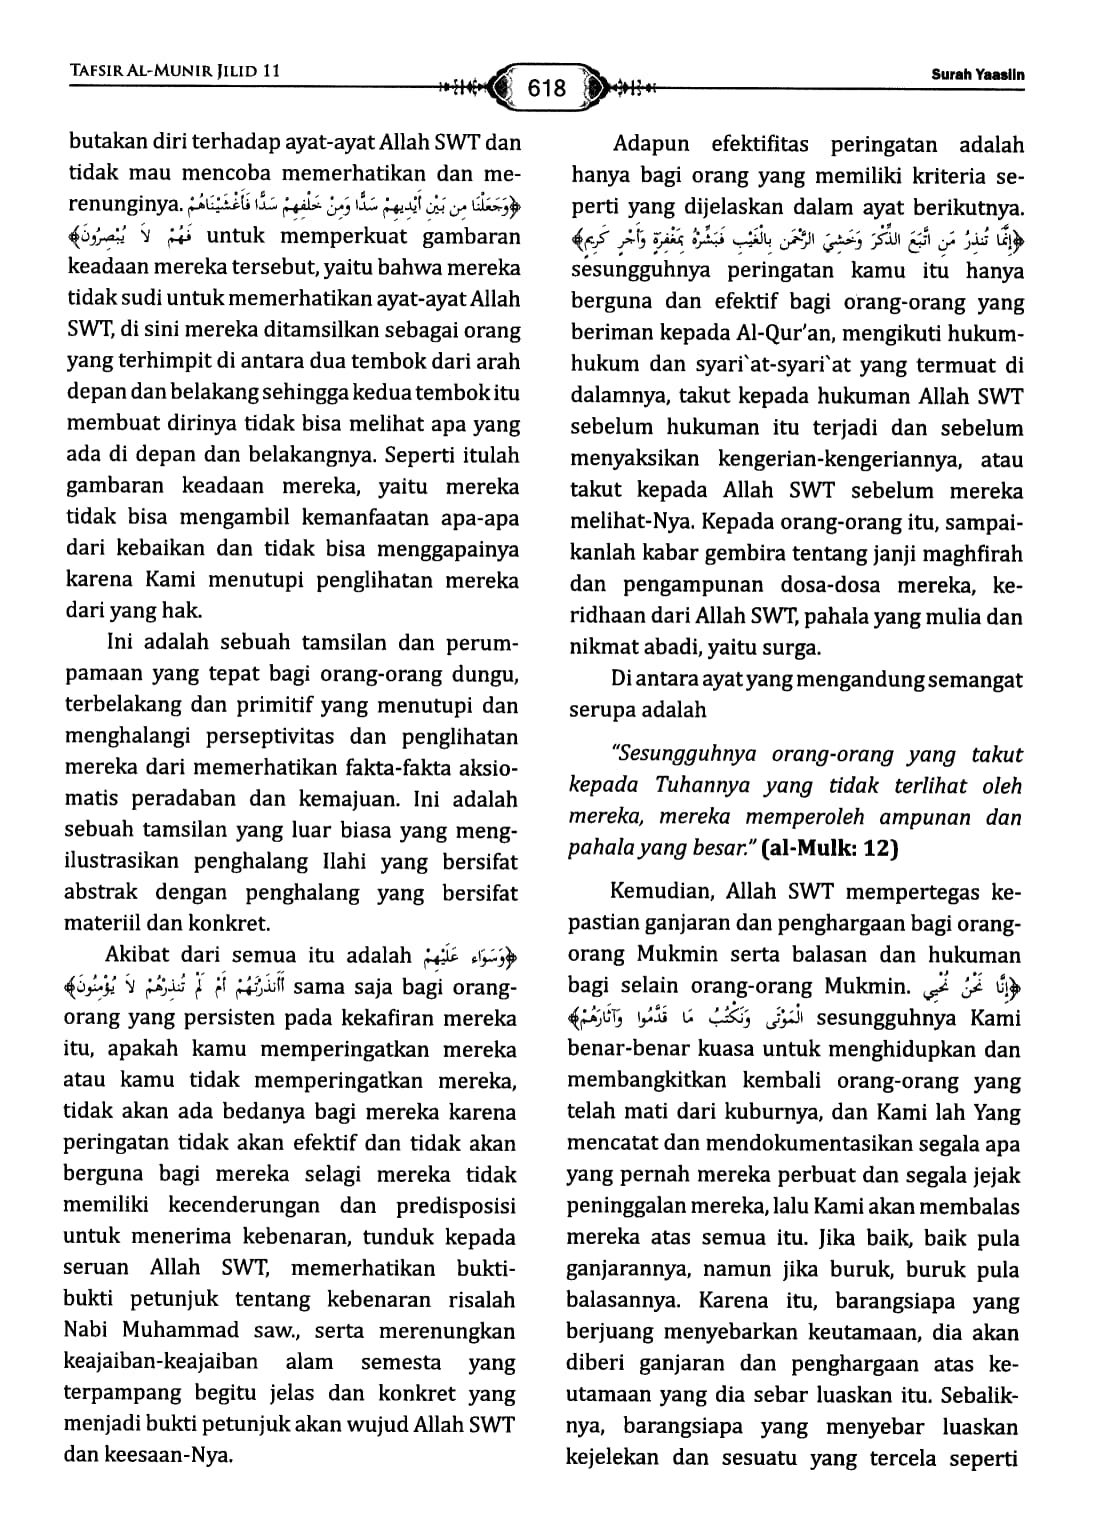 TAFSIR AL-MUNIR JILID 11
618
Surah Yaasiin
butakan diri terhadap ayat-ayat Allah SWT dan
tidak mau mencoba memerhatikan dan me-
renunginya. ﴿وَجَعَلْنَا مِن بَيْنِ أَيْدِيهِمْ سَدًّا وَمِنْ خَلْفِهِمْ سَدًّا فَأَغْشَيْنَاهُمْ
فَهُمْ لَا يُبْصِرُونَ﴾ untuk memperkuat gambaran
keadaan mereka tersebut, yaitu bahwa mereka
tidak sudi untuk memerhatikan ayat-ayat Allah
SWT, di sini mereka ditamsilkan sebagai orang
yang terhimpit di antara dua tembok dari arah
depan dan belakang sehingga kedua tembok itu
membuat dirinya tidak bisa melihat apa yang
ada di depan dan belakangnya. Seperti itulah
gambaran keadaan mereka, yaitu mereka
tidak bisa mengambil kemanfaatan apa-apa
dari kebaikan dan tidak bisa menggapainya
karena Kami menutupi penglihatan mereka
dari yang hak.
Ini adalah sebuah tamsilan dan perum-
pamaan yang tepat bagi orang-orang dungu,
terbelakang dan primitif yang menutupi dan
menghalangi perseptivitas dan penglihatan
mereka dari memerhatikan fakta-fakta aksio-
matis peradaban dan kemajuan. Ini adalah
sebuah tamsilan yang luar biasa yang meng-
ilustrasikan penghalang Ilahi yang bersifat
abstrak dengan penghalang yang bersifat
materiil dan konkret.
Akibat dari semua itu adalah ﴿وَسَوَاء عَلَيْهِمْ
أَأَنذَرْتَهُمْ أَمْ لَمْ تُنذِرْهُمْ لَا يُؤْمِنُونَ﴾ sama saja bagi orang-
orang yang persisten pada kekafiran mereka
itu, apakah kamu memperingatkan mereka
atau kamu tidak memperingatkan mereka,
tidak akan ada bedanya bagi mereka karena
peringatan tidak akan efektif dan tidak akan
berguna bagi mereka selagi mereka tidak
memiliki kecenderungan dan predisposisi
untuk menerima kebenaran, tunduk kepada
seruan Allah SWT, memerhatikan bukti-
bukti petunjuk tentang kebenaran risalah
Nabi Muhammad saw., serta merenungkan
keajaiban-keajaiban alam semesta yang
terpampang begitu jelas dan konkret yang
menjadi bukti petunjuk akan wujud Allah SWT
dan keesaan-Nya.
Adapun efektifitas peringatan adalah
hanya bagi orang yang memiliki kriteria se-
perti yang dijelaskan dalam ayat berikutnya.
﴿إِنَّمَا تُنذِرُ مَنِ اتَّبَعَ الذِّكْرَ وَخَشِيَ الرَّحْمَن بِالْغَيْبِ فَبَشِّرْهُ بِمَغْفِرَةٍ وَأَجْرٍ كَرِيمٍ﴾
sesungguhnya peringatan kamu itu hanya
berguna dan efektif bagi orang-orang yang
beriman kepada Al-Qur'an, mengikuti hukum-
hukum dan syari`at-syari`at yang termuat di
dalamnya, takut kepada hukuman Allah SWT
sebelum hukuman itu terjadi dan sebelum
menyaksikan kengerian-kengeriannya, atau
takut kepada Allah SWT sebelum mereka
melihat-Nya. Kepada orang-orang itu, sampai-
kanlah kabar gembira tentang janji maghfirah
dan pengampunan dosa-dosa mereka, ke-
ridhaan dari Allah SWT, pahala yang mulia dan
nikmat abadi, yaitu surga.
Di antara ayat yang mengandung semangat
serupa adalah
"Sesungguhnya orang-orang yang takut
kepada Tuhannya yang tidak terlihat oleh
mereka, mereka memperoleh ampunan dan
pahala yang besar." (al-Mulk: 12)
Kemudian, Allah SWT mempertegas ke-
pastian ganjaran dan penghargaan bagi orang-
orang Mukmin serta balasan dan hukuman
bagi selain orang-orang Mukmin. ﴿إِنَّا نَحْنُ نُحْيِي
الْمَوْتَى وَنَكْتُبُ مَا قَدَّمُوا وَآثَارَهُمْ﴾ sesungguhnya Kami
benar-benar kuasa untuk menghidupkan dan
membangkitkan kembali orang-orang yang
telah mati dari kuburnya, dan Kami lah Yang
mencatat dan mendokumentasikan segala apa
yang pernah mereka perbuat dan segala jejak
peninggalan mereka, lalu Kami akan membalas
mereka atas semua itu. Jika baik, baik pula
ganjarannya, namun jika buruk, buruk pula
balasannya. Karena itu, barangsiapa yang
berjuang menyebarkan keutamaan, dia akan
diberi ganjaran dan penghargaan atas ke-
utamaan yang dia sebar luaskan itu. Sebalik-
nya, barangsiapa yang menyebar luaskan
kejelekan dan sesuatu yang tercela seperti